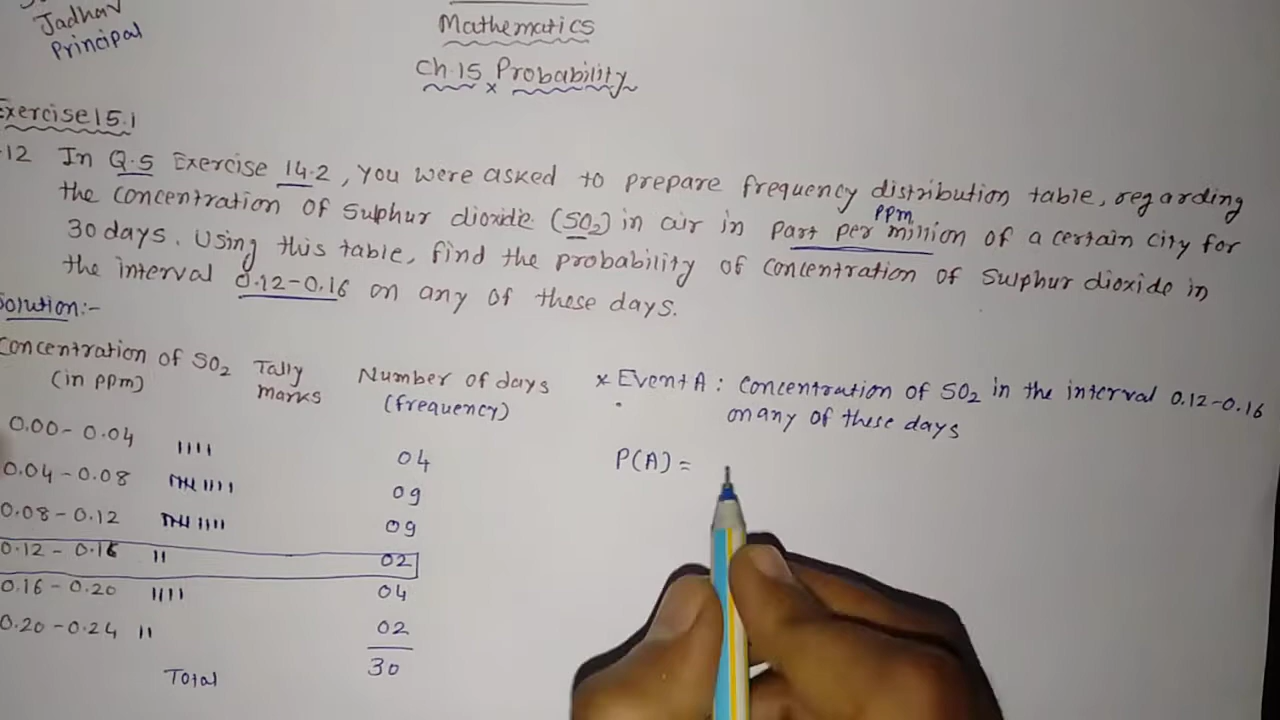 Jadhav
Principal
Mathematics
Ch.15 Probability
Exercise 15.1
12 In Q.5 Exercise 14.2, you were asked to prepare frequency distribution table, regarding
the concentration of Sulphur dioxide (SO₂) in air in Part per million of a certain city for
PPm
30 days. Using this table, find the probability of concentration of Sulphur dioxide in
the interval 0.12-0.16 on any of these days.
Solution:-
Concentration of SO₂ Tally Number of days
(in ppm) marks (frequency)
0.00-0.04 |||| 04
0.04-0.08 |||| |||| 09
0.08-0.12 |||| |||| 09
0.12-0.16 || 02
0.16-0.20 |||| 04
0.20-0.24 || 02
Total 30
x Event A: Concentration of SO₂ in the interval 0.12-0.16
on any of these days
P(A) =